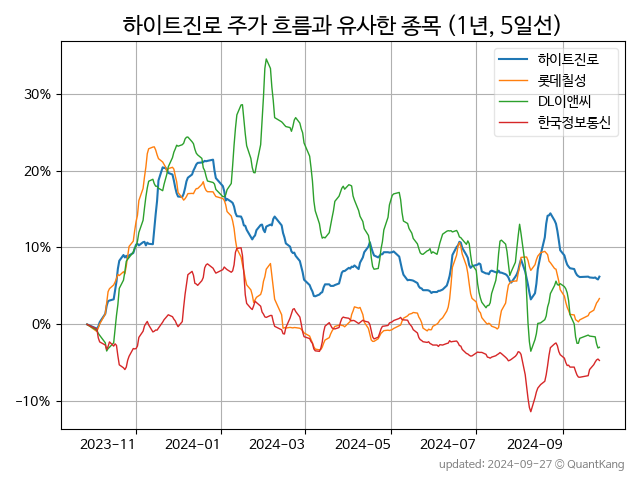 하이트진로 주가 흐름과 유사한 종목 (1년, 5일선)
하이트진로
롯데칠성
DL이앤씨
한국정보통신
30%
20%
10%
0%
−10%
2023-11
2024-01
2024-03
2024-05
2024-07
2024-09
updated: 2024-09-27 © QuantKang